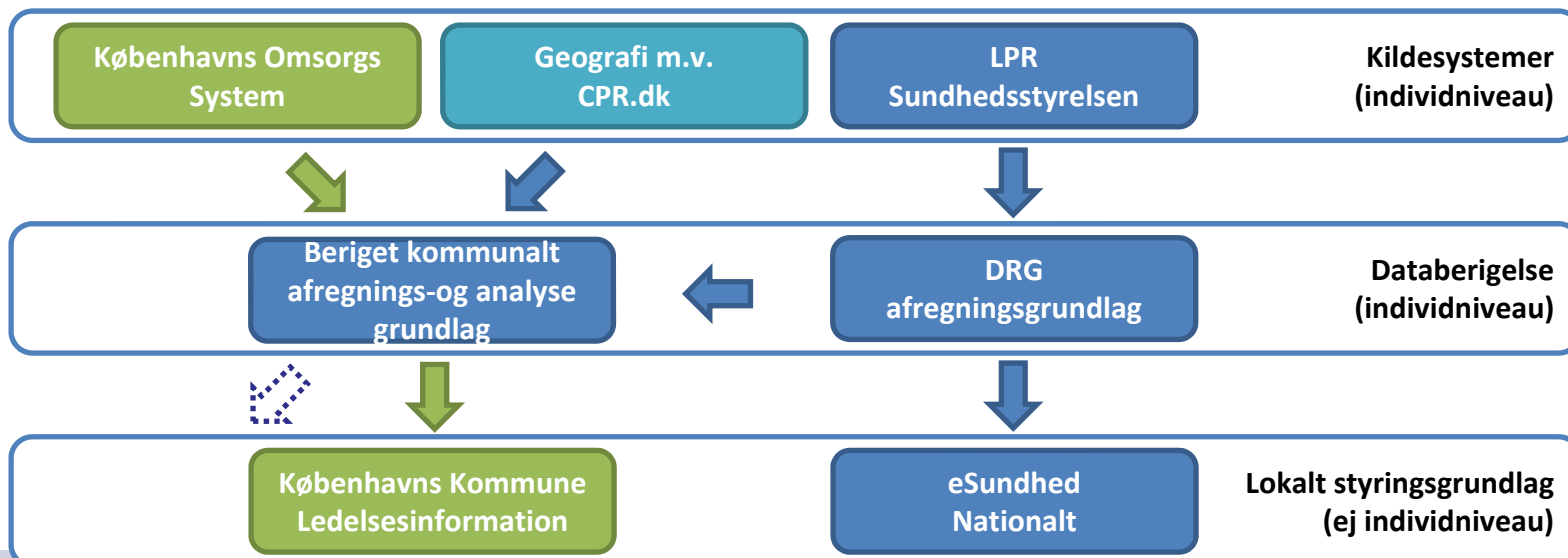 Københavns Omsorgs
System
Geografi m.v.
CPR.dk
LPR
Sundhedsstyrelsen
Kildesystemer
(individniveau)
Beriget kommunalt
afregnings-og analyse
grundlag
DRG
afregningsgrundlag
Databerigelse
(individniveau)
Københavns Kommune
Ledelsesinformation
eSundhed
Nationalt
Lokalt styringsgrundlag
(ej individniveau)